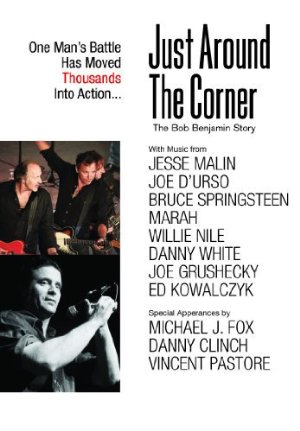 One Man's Battle
Has Moved
Thousands
Into Action...
Just Around
The Corner
The Bob Benjamin Story
With Music from
JESSE MALIN
JOE D'URSO
BRUCE SPRINGSTEEN
MARAH
WILLIE NILE
DANNY WHITE
JOE GRUSHECKY
ED KOWALCZYK
Special Apperances by
MICHAEL J. FOX
DANNY CLINCH
VINCENT PASTORE